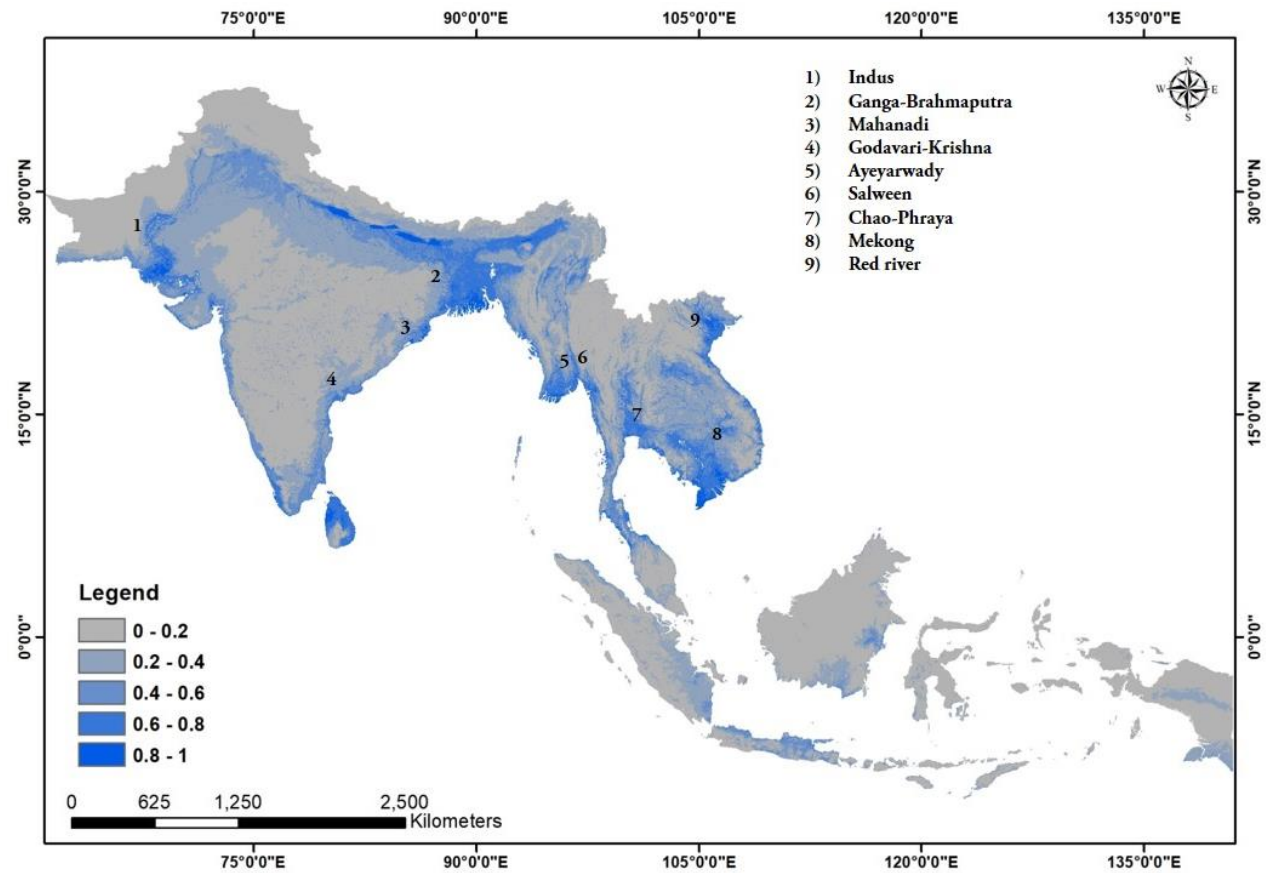 75°0'0"E 90°0'0"E 105°0'0"E 120°0'0"E 135°0'0"E
1) Indus
2) Ganga-Brahmaputra
3) Mahanadi
4) Godavari-Krishna
5) Ayeyarwady
6) Salween
7) Chao-Phraya
8) Mekong
9) Red river
N
W E
S
30°0'0"N 30°0'0"N
1
2
9
3
5 6
4
15°0'0"N 15°0'0"N
7
8
Legend
0 - 0.2
0.2 - 0.4
0.4 - 0.6
0.6 - 0.8
0.8 - 1
0°0'0" 0°0'0"
0 625 1,250 2,500
Kilometers
75°0'0"E 90°0'0"E 105°0'0"E 120°0'0"E 135°0'0"E